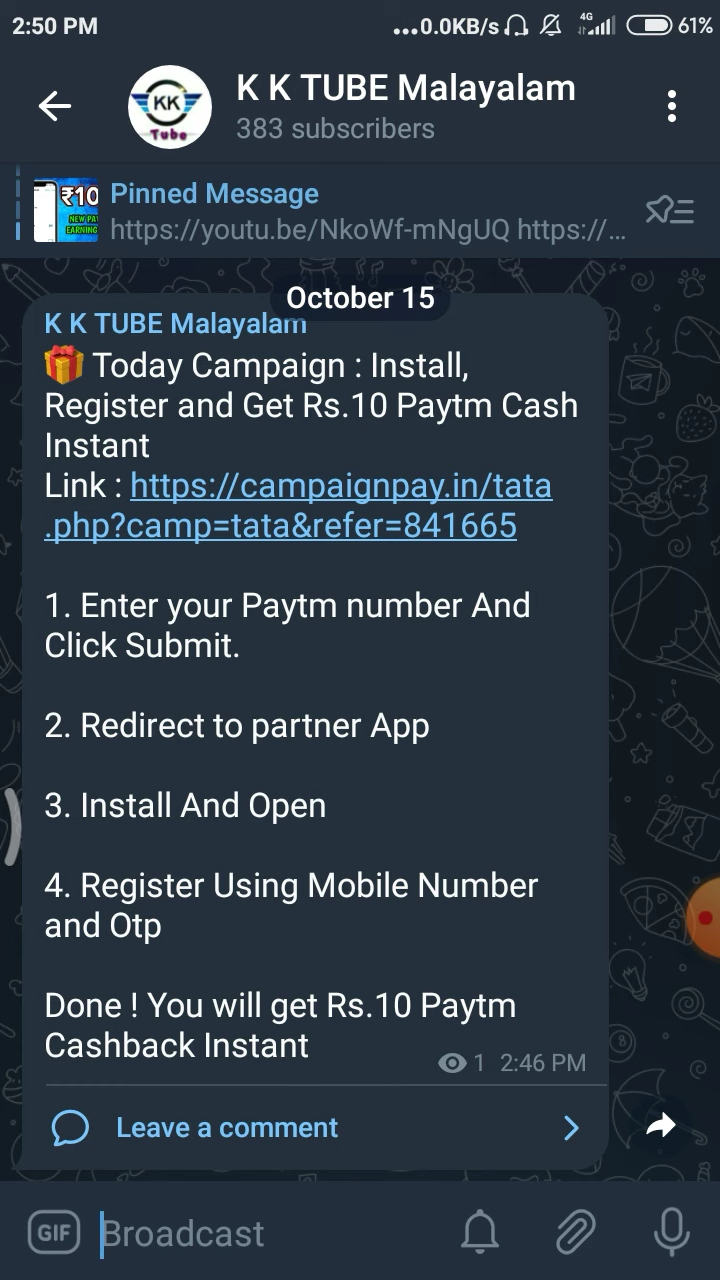 2:50 PM
...0.0KB/s 4G 61%
KK
Tube
K K TUBE Malayalam
383 subscribers
₹10
NEW PA
EARNING
Pinned Message
https://youtu.be/NkoWf-mNgUQ https://...
October 15
K K TUBE Malayalam
🎁 Today Campaign : Install,
Register and Get Rs.10 Paytm Cash
Instant
Link : https://campaignpay.in/tata
.php?camp=tata&refer=841665
1. Enter your Paytm number And
Click Submit.
2. Redirect to partner App
3. Install And Open
4. Register Using Mobile Number
and Otp
Done ! You will get Rs.10 Paytm
Cashback Instant
1 2:46 PM
Leave a comment
GIF Broadcast